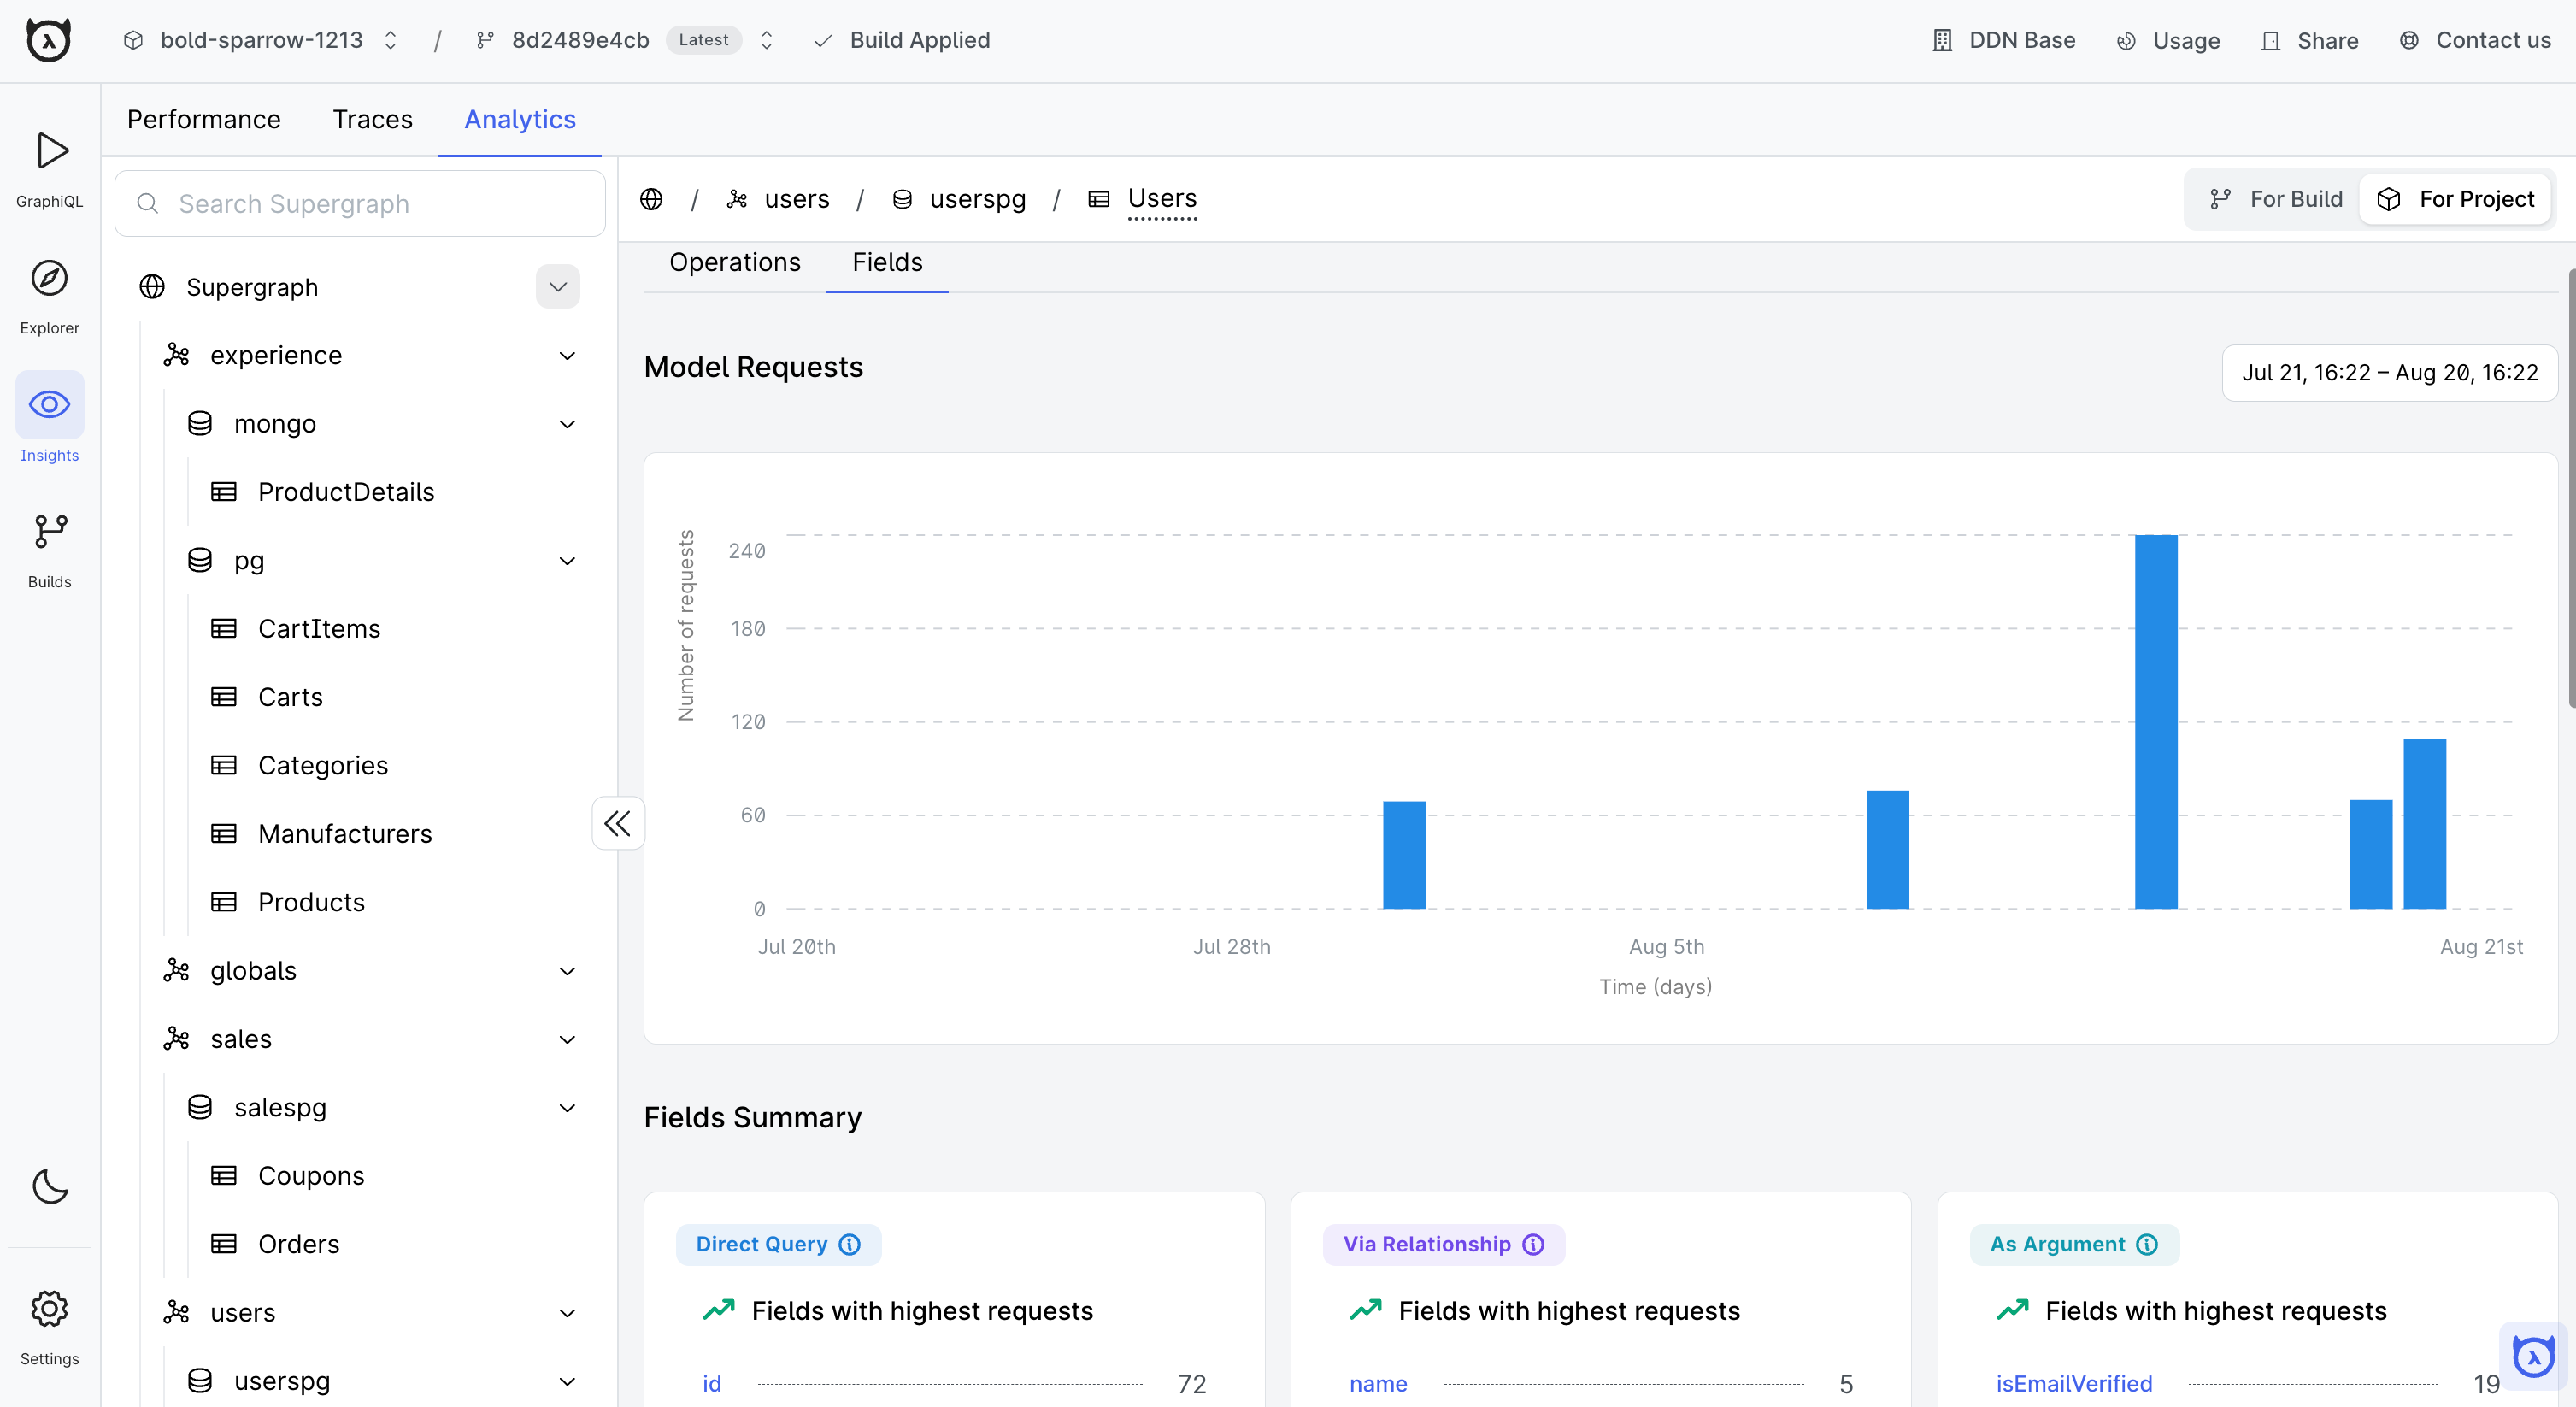 bold-sparrow-1213 / 8d2489e4cb Latest Build Applied DDN Base Usage Share Contact us
Performance Traces Analytics
GraphiQL
Explorer
Insights
Builds
Settings
Search Supergraph
Supergraph
experience
mongo
ProductDetails
pg
CartItems
Carts
Categories
Manufacturers
Products
globals
sales
salespg
Coupons
Orders
users
userspg
/ users / userspg / Users
For Build For Project
Operations Fields
Model Requests
Jul 21, 16:22 – Aug 20, 16:22
Number of requests
240
180
120
60
0
Jul 20th Jul 28th Aug 5th Aug 21st
Time (days)
Fields Summary
Direct Query
Fields with highest requests
id 72
Via Relationship
Fields with highest requests
name 5
As Argument
Fields with highest requests
isEmailVerified 19